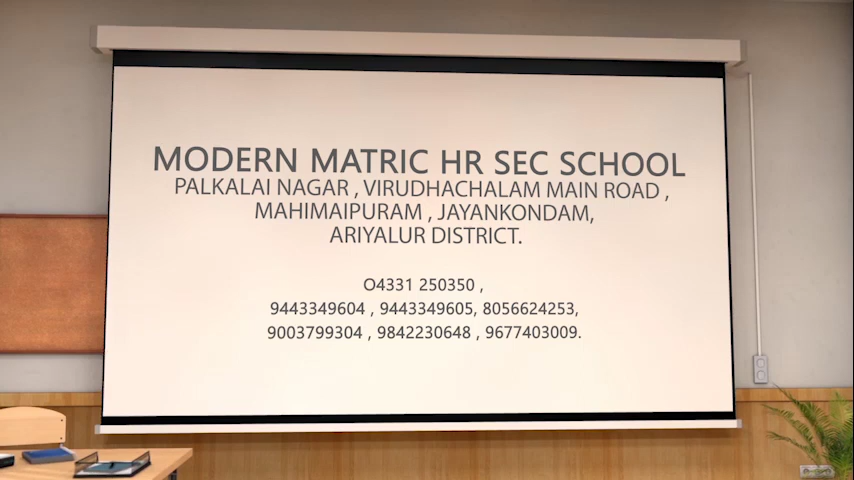 MODERN MATRIC HR SEC SCHOOL
PALKALAI NAGAR , VIRUDHACHALAM MAIN ROAD ,
MAHIMAIPURAM , JAYANKONDAM,
ARIYALUR DISTRICT.
O4331 250350 ,
9443349604 , 9443349605, 8056624253,
9003799304 , 9842230648 , 9677403009.